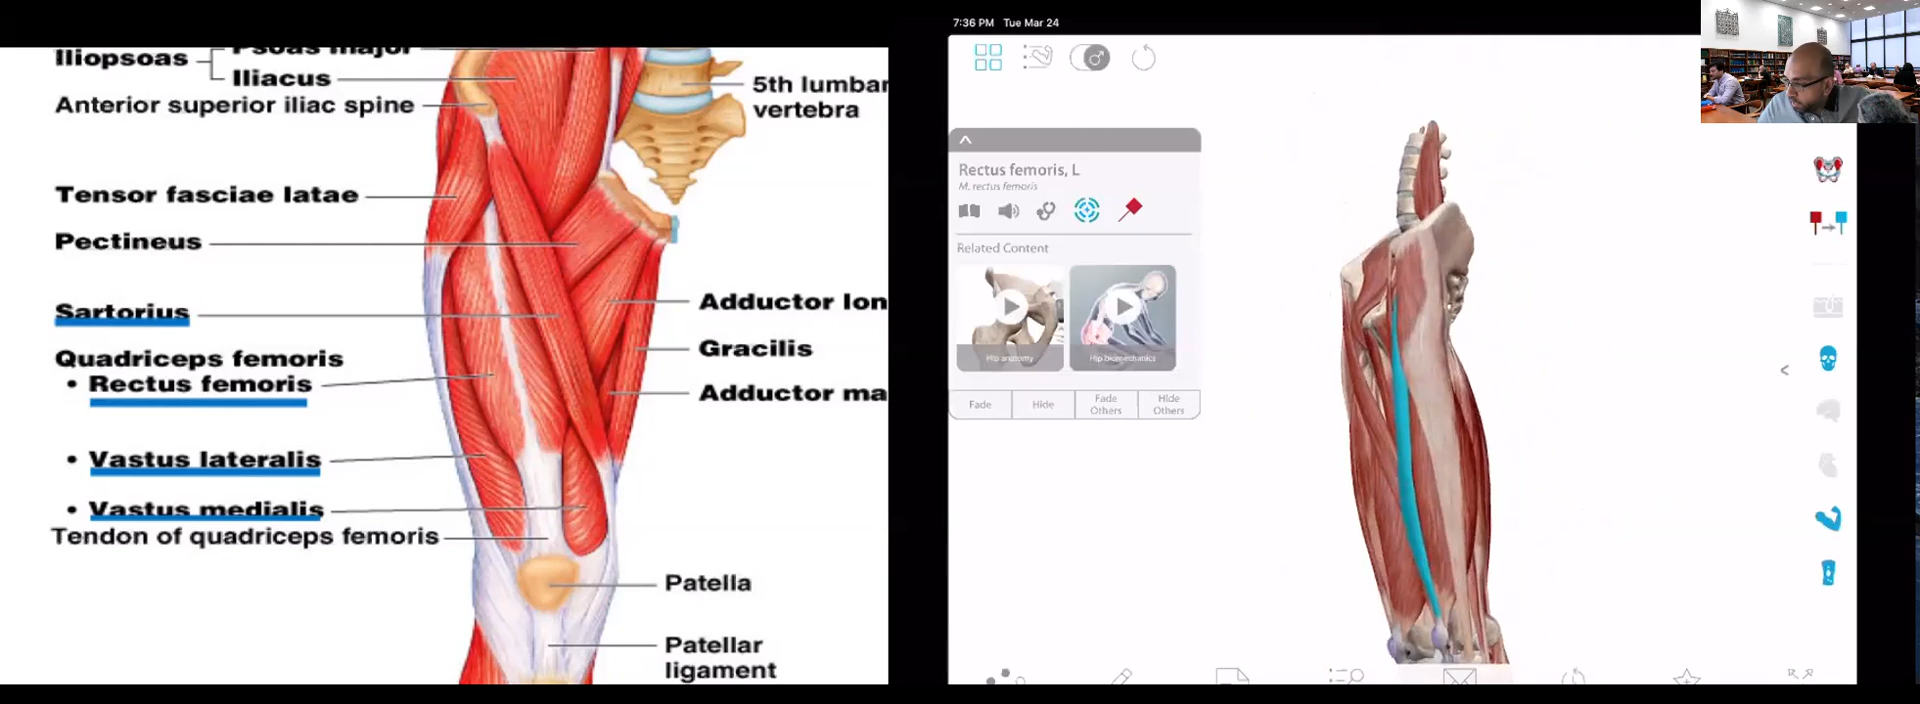 Psoas major
Iliopsoas
Iliacus
Anterior superior iliac spine
5th lumbar
vertebra
Tensor fasciae latae
Pectineus
Sartorius
Adductor lon
Quadriceps femoris
Gracilis
• Rectus femoris
Adductor ma
• Vastus lateralis
• Vastus medialis
Tendon of quadriceps femoris
Patella
Patellar
ligament
7:36 PM Tue Mar 24
Rectus femoris, L
M. rectus femoris
Related Content
Hip anatomy
Hip biomechanics
Fade
Hide
Fade
Others
Hide
Others